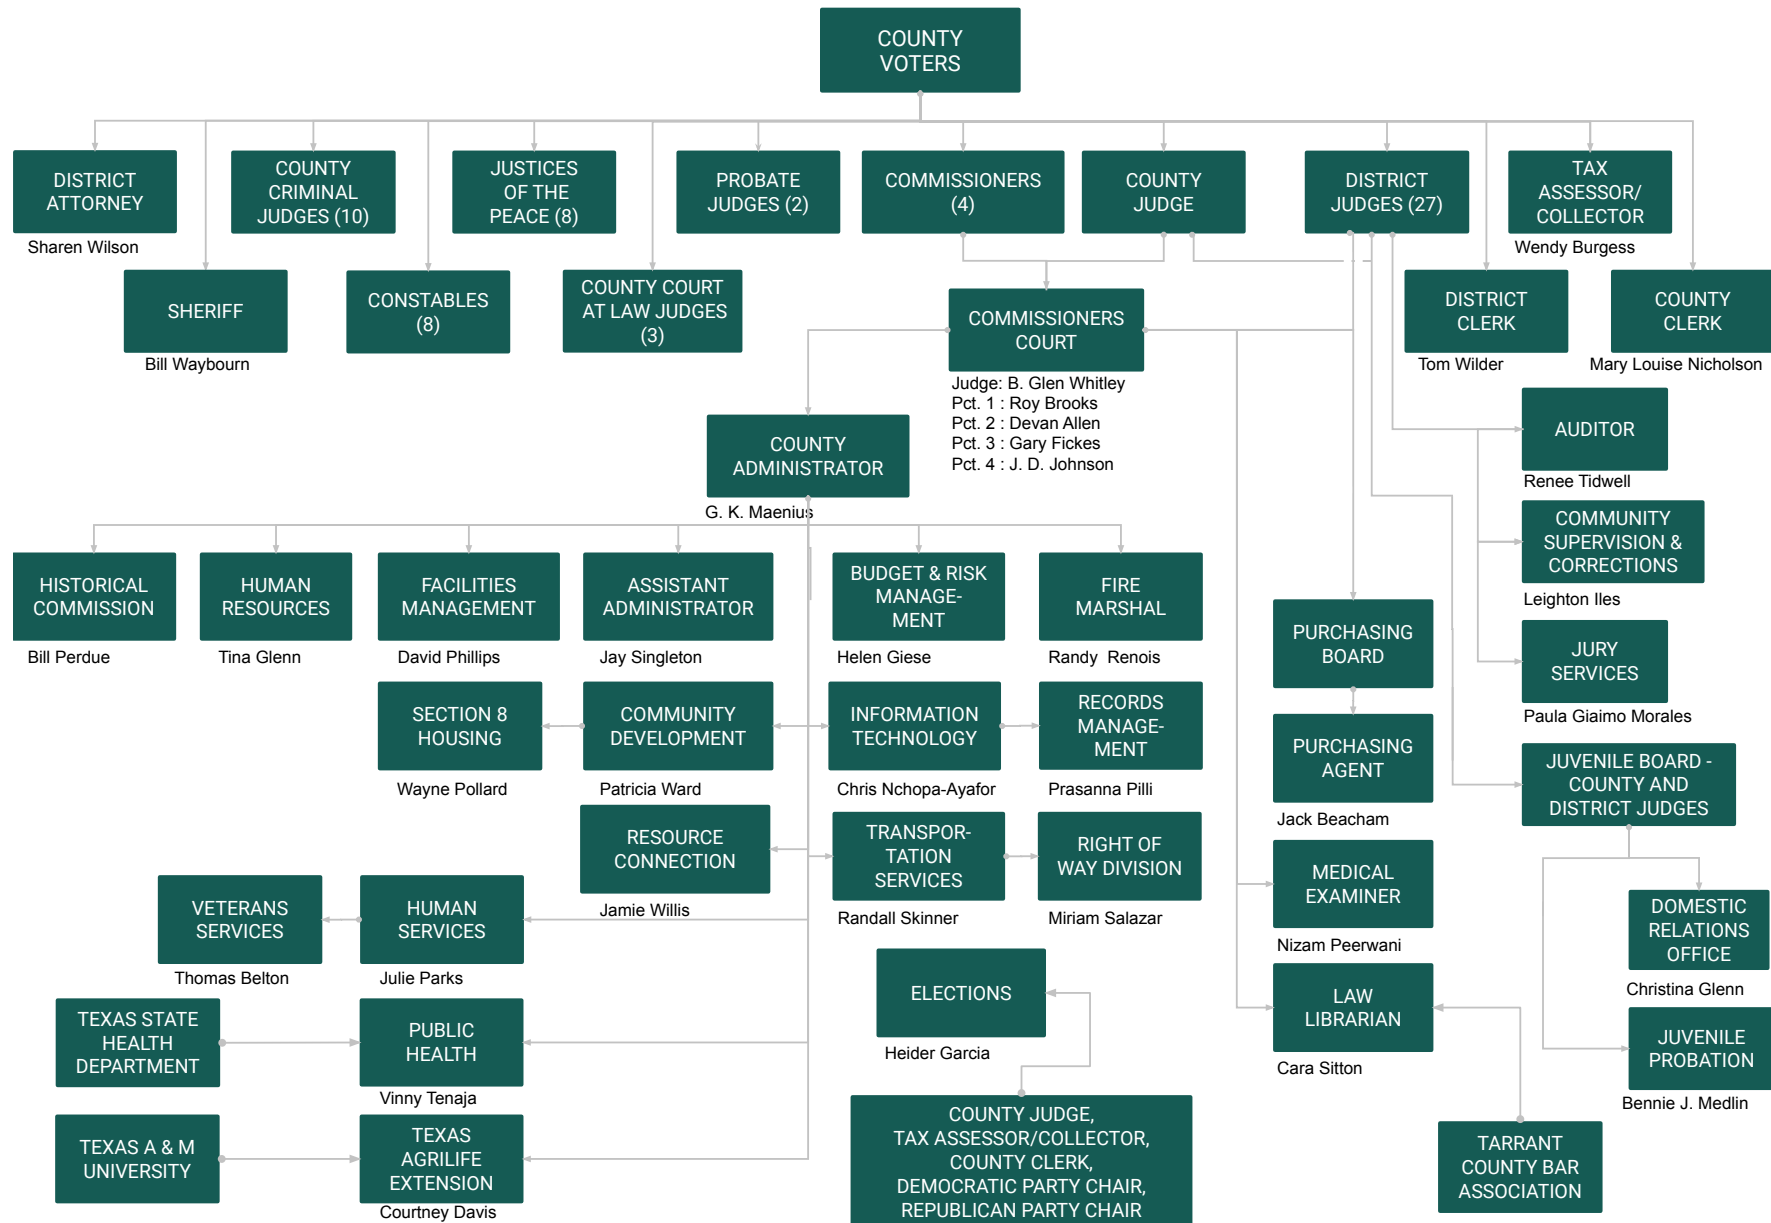 COUNTY
VOTERS
DISTRICT
ATTORNEY
Sharen Wilson
COUNTY
CRIMINAL
JUDGES (10)
JUSTICES
OF THE
PEACE (8)
PROBATE
JUDGES (2)
COMMISSIONERS
(4)
COUNTY
JUDGE
DISTRICT
JUDGES (27)
TAX
ASSESSOR/
COLLECTOR
Wendy Burgess
SHERIFF
Bill Waybourn
CONSTABLES
(8)
COUNTY COURT
AT LAW JUDGES
(3)
COMMISSIONERS
COURT
Judge: B. Glen Whitley
Pct. 1 : Roy Brooks
Pct. 2 : Devan Allen
Pct. 3 : Gary Fickes
Pct. 4 : J. D. Johnson
DISTRICT
CLERK
Tom Wilder
COUNTY
CLERK
Mary Louise Nicholson
COUNTY
ADMINISTRATOR
G. K. Maenius
AUDITOR
Renee Tidwell
COMMUNITY
SUPERVISION &
CORRECTIONS
Leighton Iles
HISTORICAL
COMMISSION
Bill Perdue
HUMAN
RESOURCES
Tina Glenn
FACILITIES
MANAGEMENT
David Phillips
ASSISTANT
ADMINISTRATOR
Jay Singleton
BUDGET & RISK
MANAGE-
MENT
Helen Giese
FIRE
MARSHAL
Randy  Renois
PURCHASING
BOARD
JURY
SERVICES
Paula Giaimo Morales
SECTION 8
HOUSING
Wayne Pollard
COMMUNITY
DEVELOPMENT
Patricia Ward
INFORMATION
TECHNOLOGY
Chris Nchopa-Ayafor
RECORDS
MANAGE-
MENT
Prasanna Pilli
PURCHASING
AGENT
Jack Beacham
JUVENILE BOARD -
COUNTY AND
DISTRICT JUDGES
RESOURCE
CONNECTION
Jamie Willis
TRANSPOR-
TATION
SERVICES
Randall Skinner
RIGHT OF
WAY DIVISION
Miriam Salazar
MEDICAL
EXAMINER
Nizam Peerwani
VETERANS
SERVICES
Thomas Belton
HUMAN
SERVICES
Julie Parks
DOMESTIC
RELATIONS
OFFICE
Christina Glenn
ELECTIONS
Heider Garcia
LAW
LIBRARIAN
Cara Sitton
TEXAS STATE
HEALTH
DEPARTMENT
PUBLIC
HEALTH
Vinny Tenaja
JUVENILE
PROBATION
Bennie J. Medlin
TEXAS A & M
UNIVERSITY
TEXAS
AGRILIFE
EXTENSION
Courtney Davis
COUNTY JUDGE,
TAX ASSESSOR/COLLECTOR,
COUNTY CLERK,
DEMOCRATIC PARTY CHAIR,
REPUBLICAN PARTY CHAIR
TARRANT
COUNTY BAR
ASSOCIATION